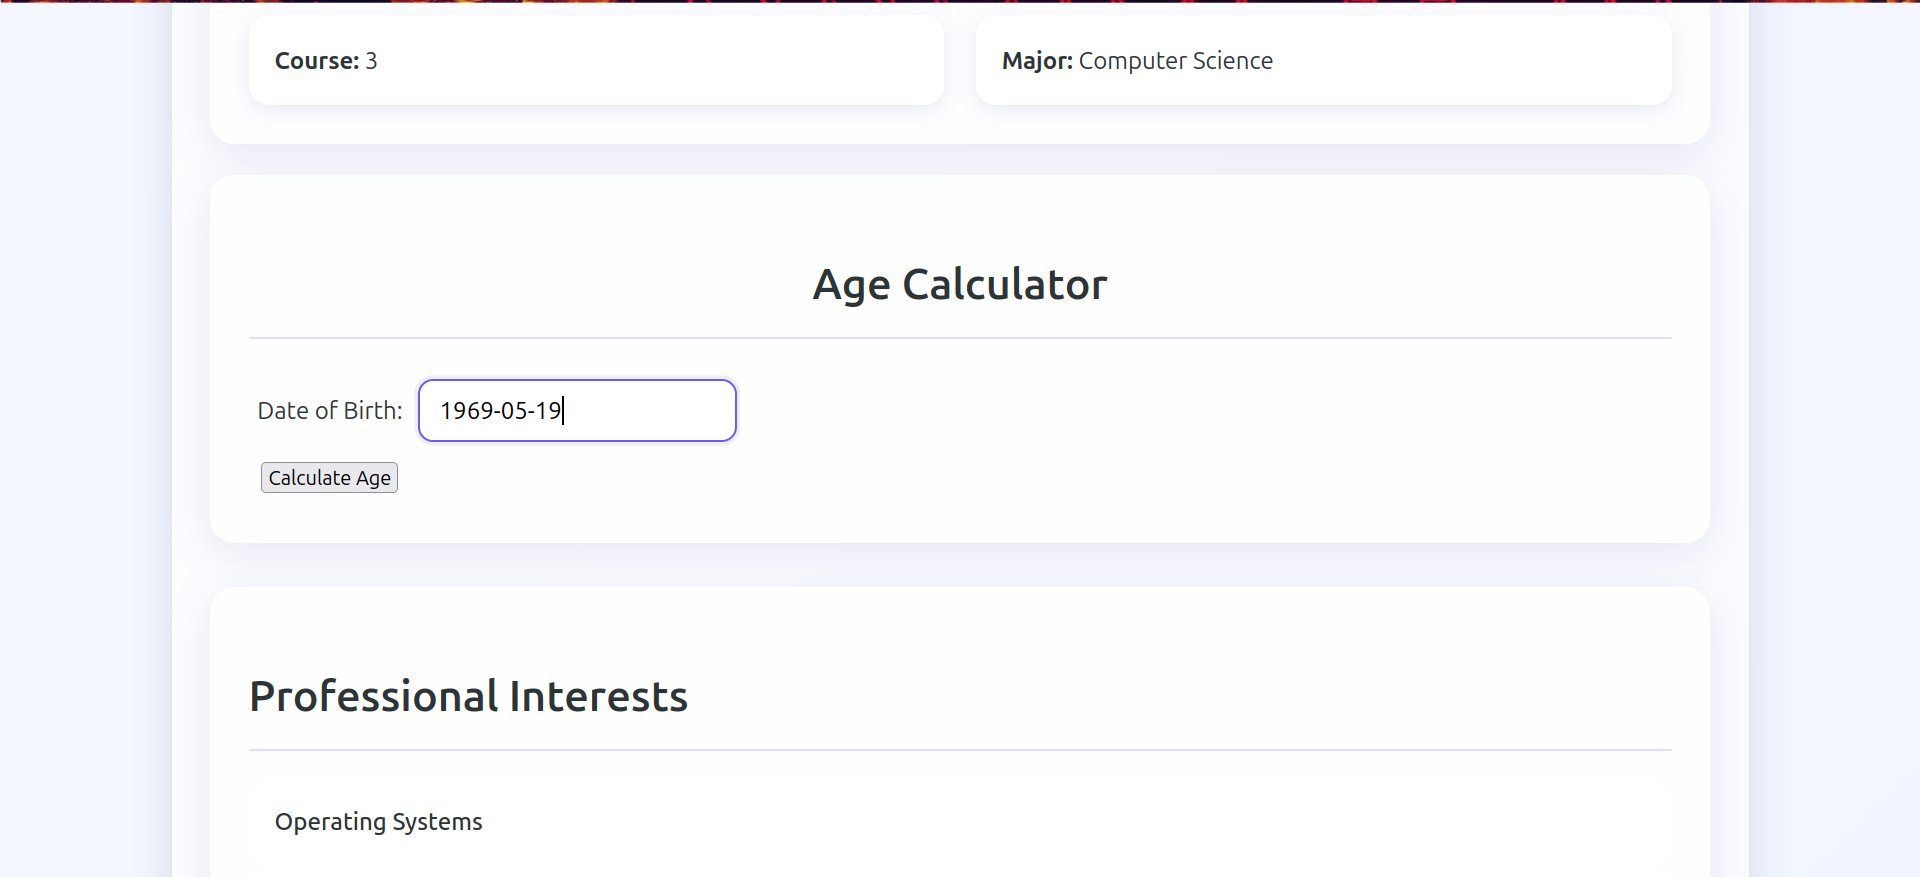 Course: 3
Major: Computer Science
Age Calculator
Date of Birth: 1969-05-19
Calculate Age
Professional Interests
Operating Systems